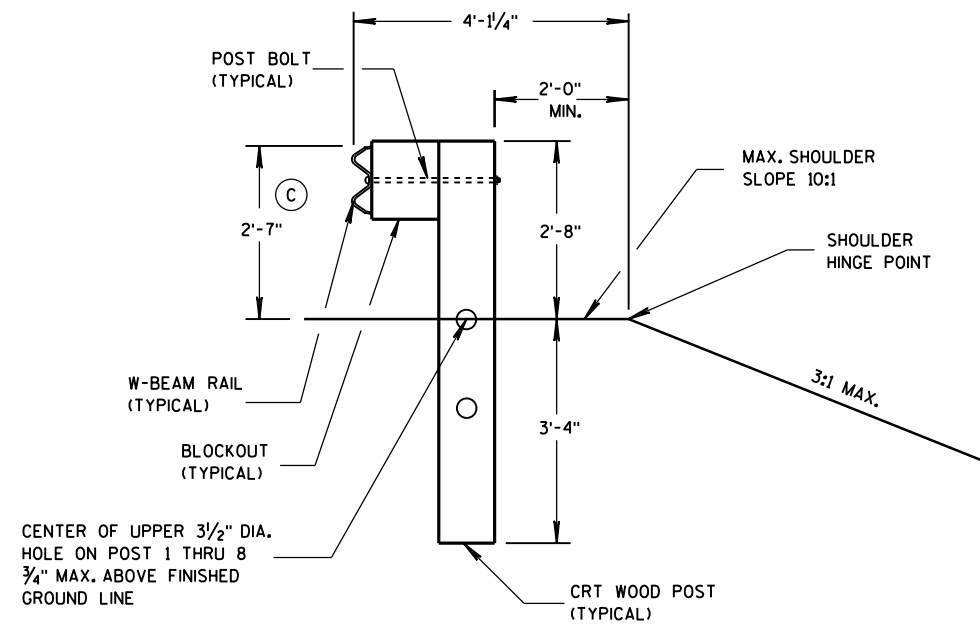 4'-1¼"
POST BOLT
(TYPICAL)
2'-0"
MIN.
MAX. SHOULDER
SLOPE 10:1
C
2'-7"
2'-8"
SHOULDER
HINGE POINT
3:1 MAX.
W-BEAM RAIL
(TYPICAL)
3'-4"
BLOCKOUT
(TYPICAL)
CENTER OF UPPER 3½" DIA.
HOLE ON POST 1 THRU 8
¾" MAX. ABOVE FINISHED
GROUND LINE
CRT WOOD POST
(TYPICAL)